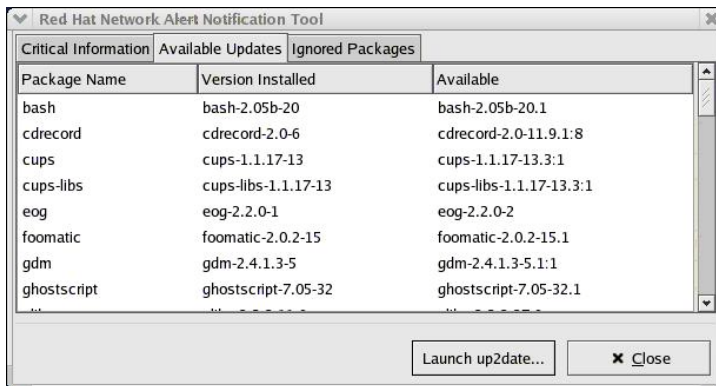 Red Hat Network Alert Notification Tool
Critical Information Available Updates Ignored Packages
Package Name Version Installed Available
bash bash-2.05b-20 bash-2.05b-20.1
cdrecord cdrecord-2.0-6 cdrecord-2.0-11.9.1:8
cups cups-1.1.17-13 cups-1.1.17-13.3:1
cups-libs cups-libs-1.1.17-13 cups-libs-1.1.17-13.3:1
eog eog-2.2.0-1 eog-2.2.0-2
foomatic foomatic-2.0.2-15 foomatic-2.0.2-15.1
gdm gdm-2.4.1.3-5 gdm-2.4.1.3-5.1:1
ghostscript ghostscript-7.05-32 ghostscript-7.05-32.1
Launch up2date... Close